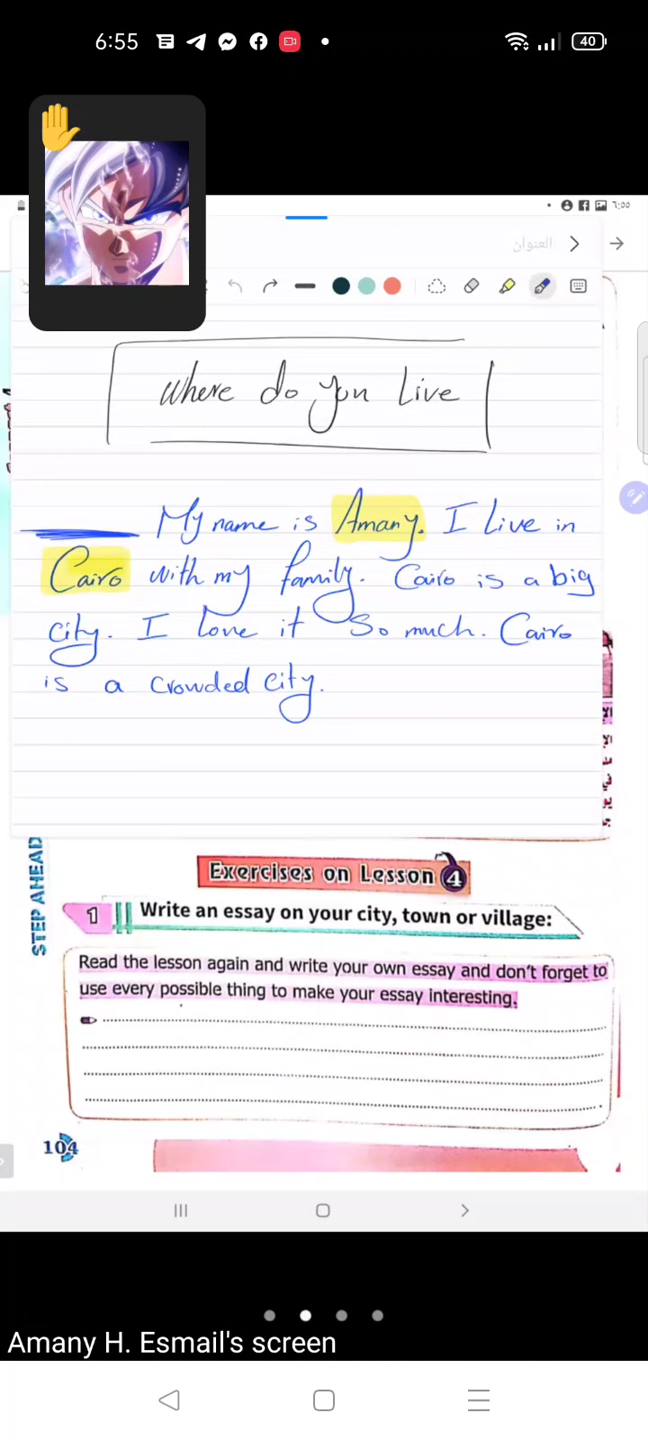 6:55
40
٦:٥٥
العنوان
Where do you Live
My name is Amany. I Live in
Cairo with my family. Cairo is a big
city. I love it so much. Cairo
is a crowded city.
STEP AHEAD
Exercises on Lesson 4
1 Write an essay on your city, town or village:
Read the lesson again and write your own essay and don't forget to
use every possible thing to make your essay interesting.
104
Amany H. Esmail's screen